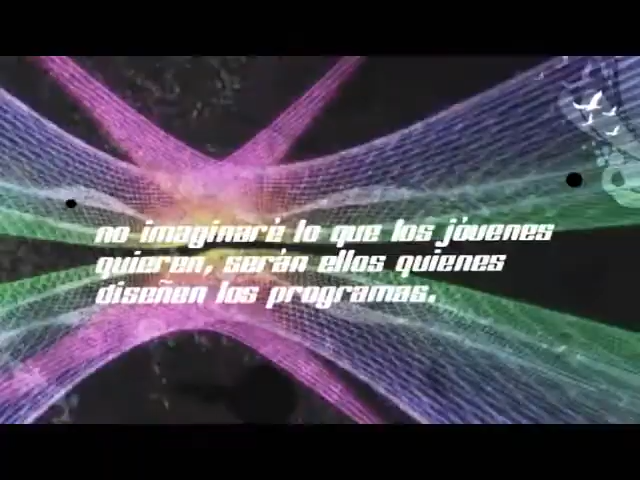 no imaginaré lo que los jóvenes
quieren, serán ellos quienes
diseñen los programas.